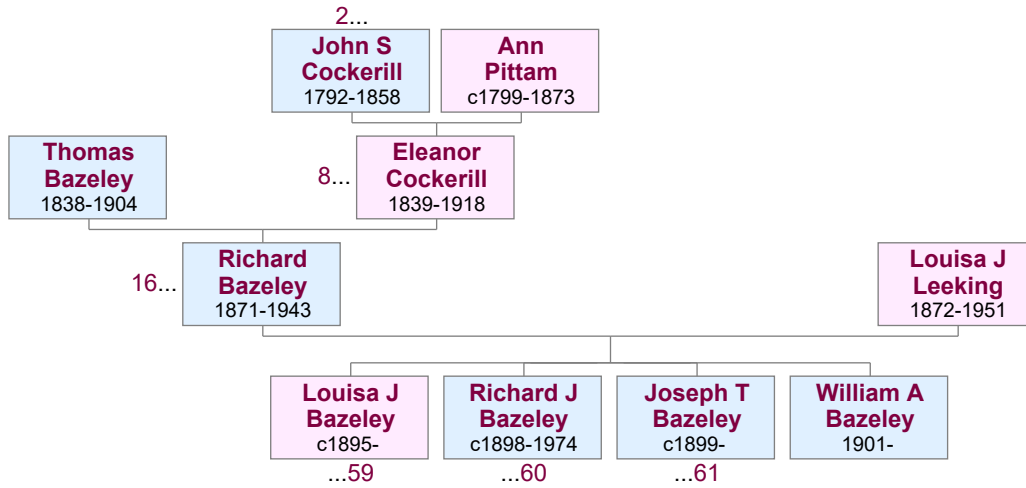 2...
John S
Cockerill
1792-1858
Ann
Pittam
c1799-1873
Thomas
Bazeley
1838-1904
8...
Eleanor
Cockerill
1839-1918
16...
Richard
Bazeley
1871-1943
Louisa J
Leeking
1872-1951
Louisa J
Bazeley
c1895-
...59
Richard J
Bazeley
c1898-1974
...60
Joseph T
Bazeley
c1899-
...61
William A
Bazeley
1901-